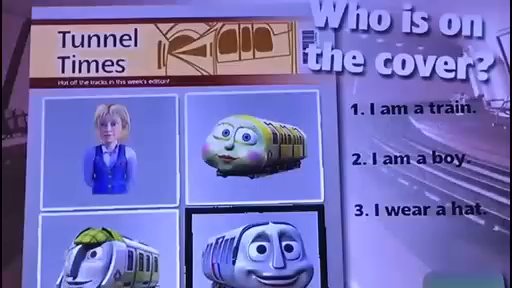 Tunnel
Times
Hot off the tracks in this week's edition!
Who is on
the cover?
1. I am a train.
2. I am a boy.
3. I wear a hat.